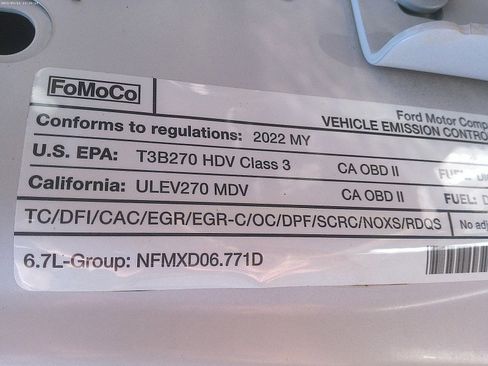 FoMoCo
Ford Motor Comp
VEHICLE EMISSION CONTRO
Conforms to regulations: 2022 MY
U.S. EPA: T3B270 HDV Class 3 CA OBD II FUEL:
California: ULEV270 MDV CA OBD II FUEL: D
TC/DFI/CAC/EGR/EGR-C/OC/DPF/SCRC/NOXS/RDQS No adj
6.7L-Group: NFMXD06.771D